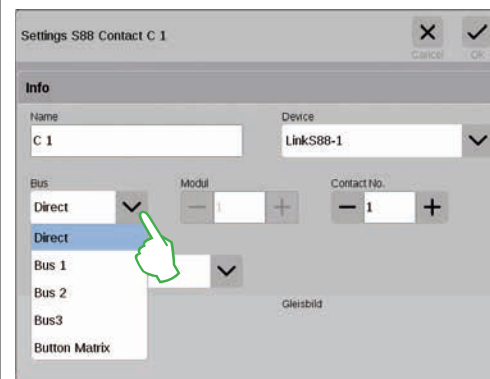 Settings S88 Contact C 1
Cancel
OK
Info
Name
Device
C 1
LinkS88-1
Bus
Modul
Contact No.
Direct
1
1
Direct
Bus 1
Bus 2
Bus3
Button Matrix
Gleisbild